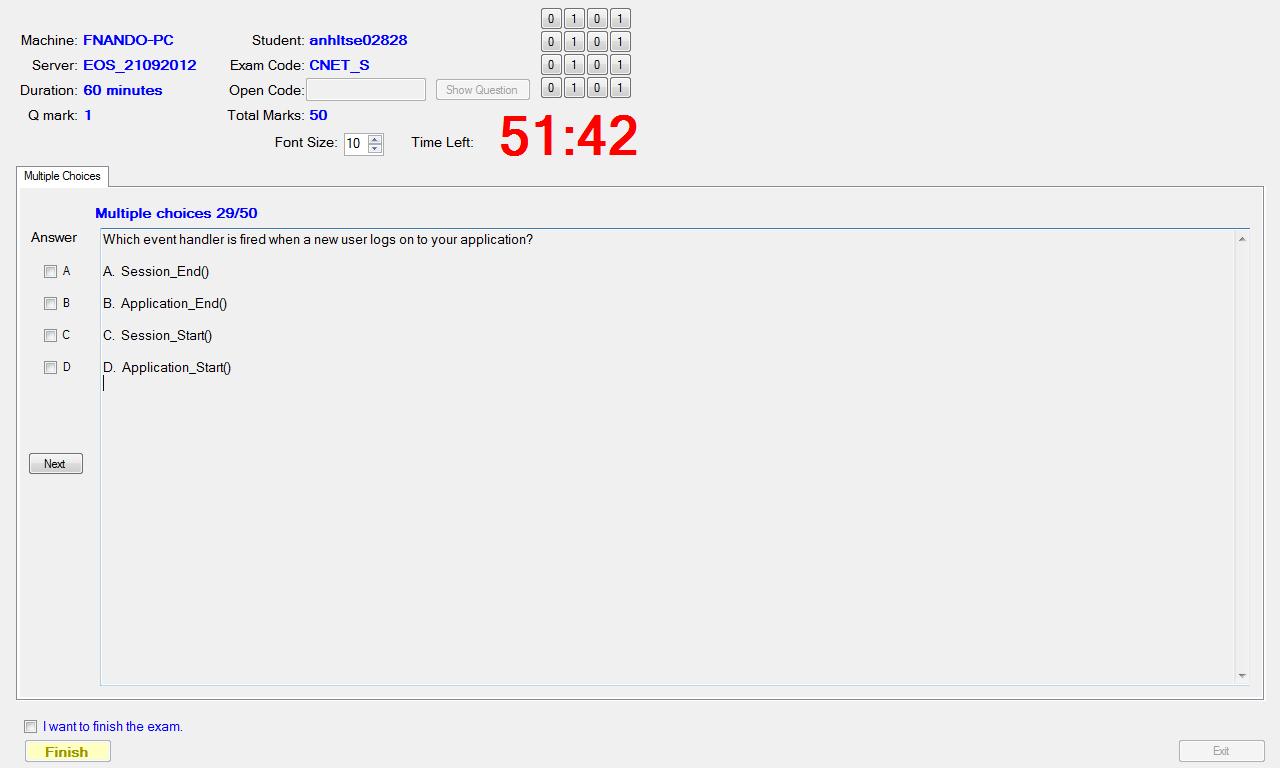 0 1 0 1
Machine: FNANDO-PC Student: anhltse02828 0 1 0 1
Server: EOS_21092012 Exam Code: CNET_S 0 1 0 1
Duration: 60 minutes Open Code: Show Question 0 1 0 1
Q mark: 1 Total Marks: 50
Font Size: 10 Time Left: 51:42
Multiple Choices
Multiple choices 29/50
Answer
Which event handler is fired when a new user logs on to your application?
A A. Session_End()
B B. Application_End()
C C. Session_Start()
D D. Application_Start()
Next
I want to finish the exam.
Finish Exit